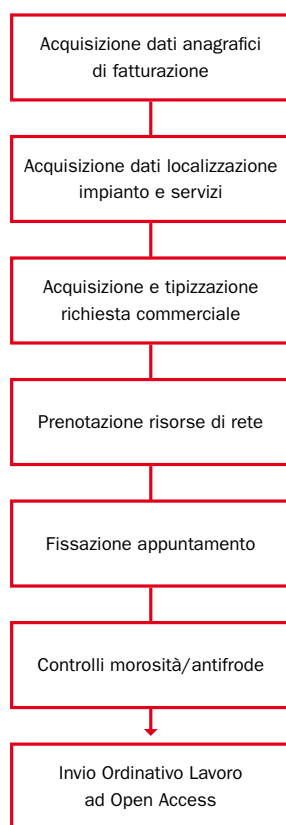 Acquisizione dati anagrafici
di fatturazione
Acquisizione dati localizzazione
impianto e servizi
Acquisizione e tipizzazione
richiesta commerciale
Prenotazione risorse di rete
Fissazione appuntamento
Controlli morosità/antifrode
Invio Ordinativo Lavoro
ad Open Access